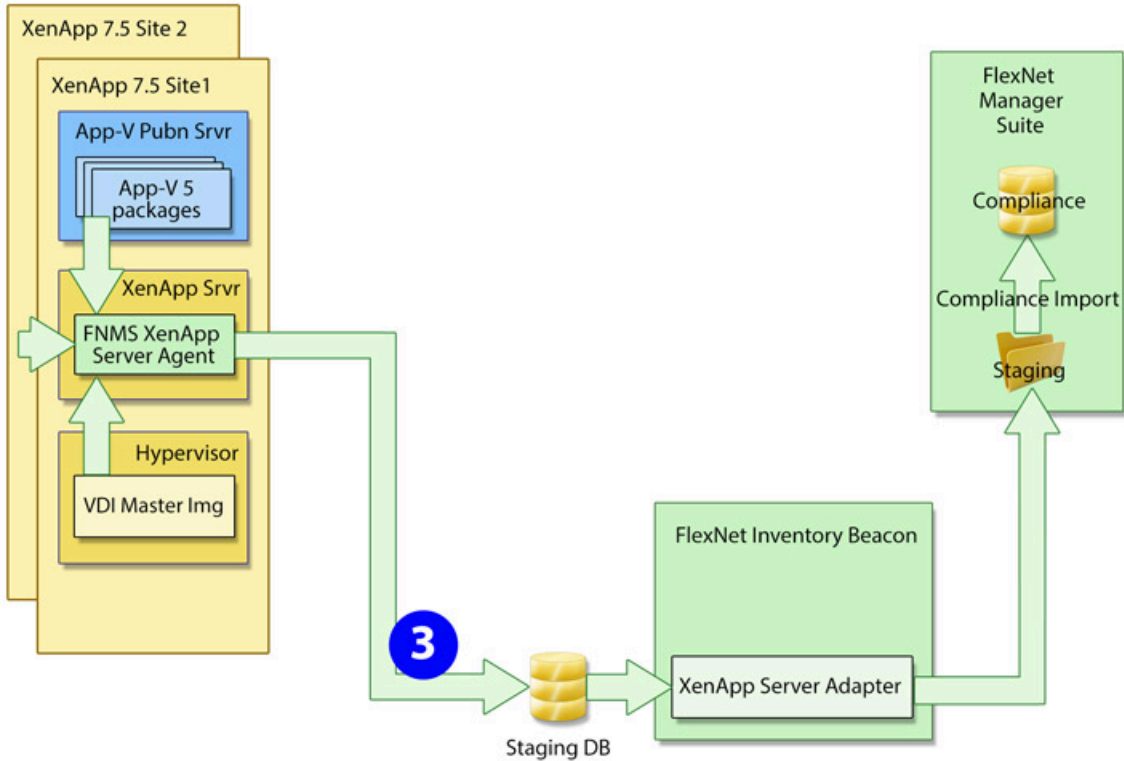 XenApp 7.5 Site 2
XenApp 7.5 Site1
App-V Pubn Srvr
App-V 5
packages
XenApp Srvr
FNMS XenApp
Server Agent
Hypervisor
VDI Master Img
3
Staging DB
FlexNet Inventory Beacon
XenApp Server Adapter
FlexNet
Manager
Suite
Compliance
Compliance Import
Staging